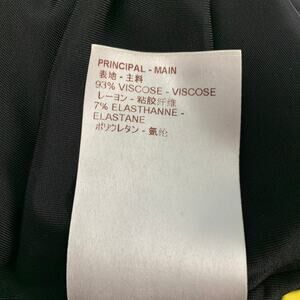 PRINCIPAL - MAIN
表地 - 主料
93% VISCOSE - VISCOSE
レーヨン - 粘胶纤维
7% ELASTHANNE -
ELASTANE
ポリウレタン - 氨纶